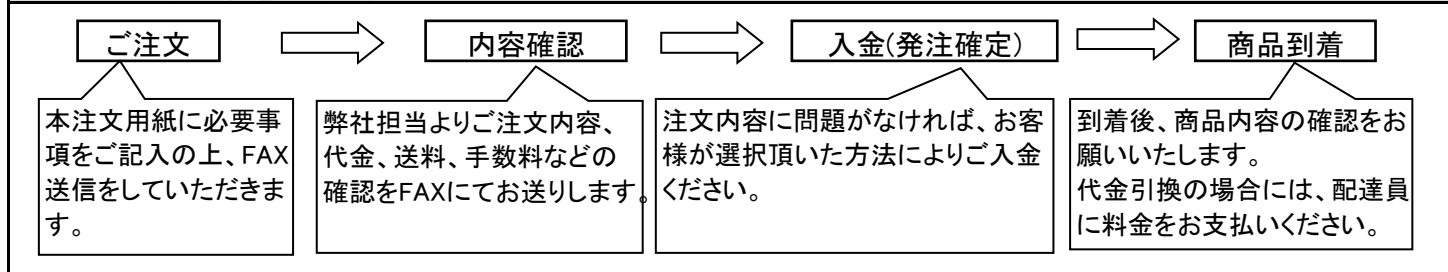 ご注文
内容確認
入金(発注確定)
商品到着
本注文用紙に必要事
項をご記入の上、FAX
送信をしていただきま
す。
弊社担当よりご注文内容、
代金、送料、手数料などの
確認をFAXにてお送りします。
注文内容に問題がなければ、お客
様が選択頂いた方法によりご入金
ください。
到着後、商品内容の確認をお
願いいたします。
代金引換の場合には、配達員
に料金をお支払いください。